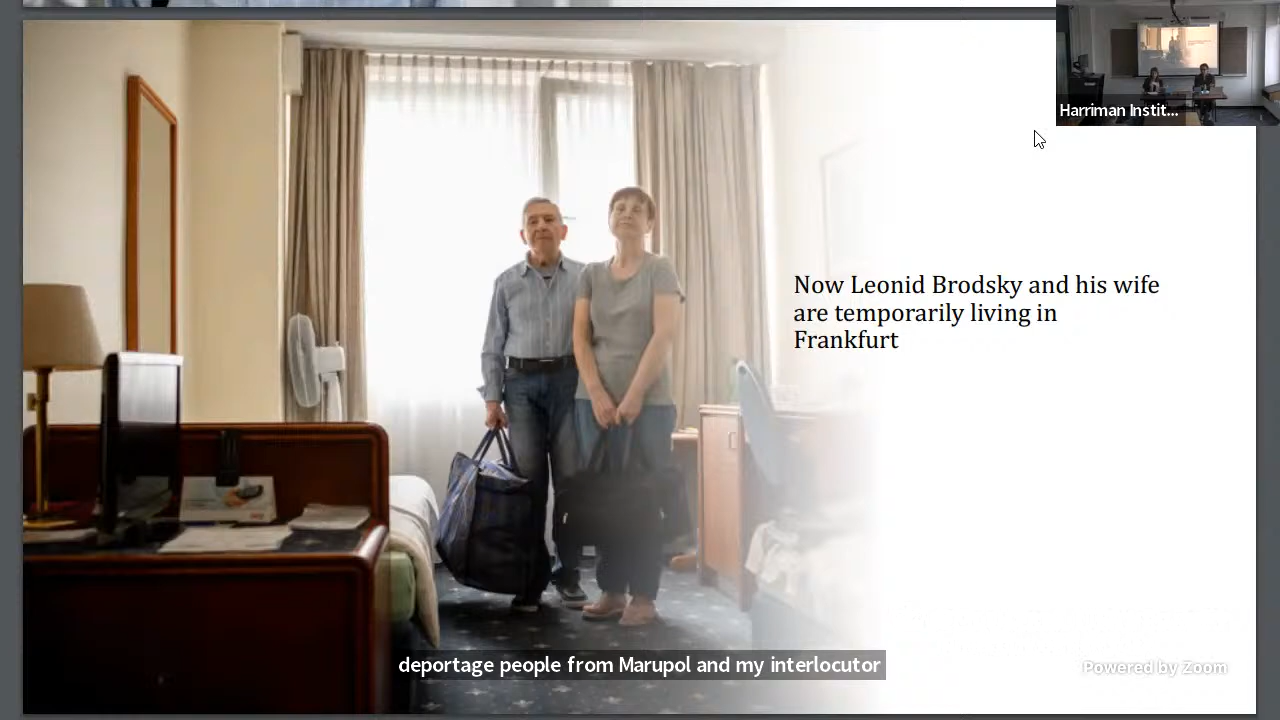 Harriman Instit...
Now Leonid Brodsky and his wife
are temporarily living in
Frankfurt
deportage people from Marupol and my interlocutor
Powered by Zoom